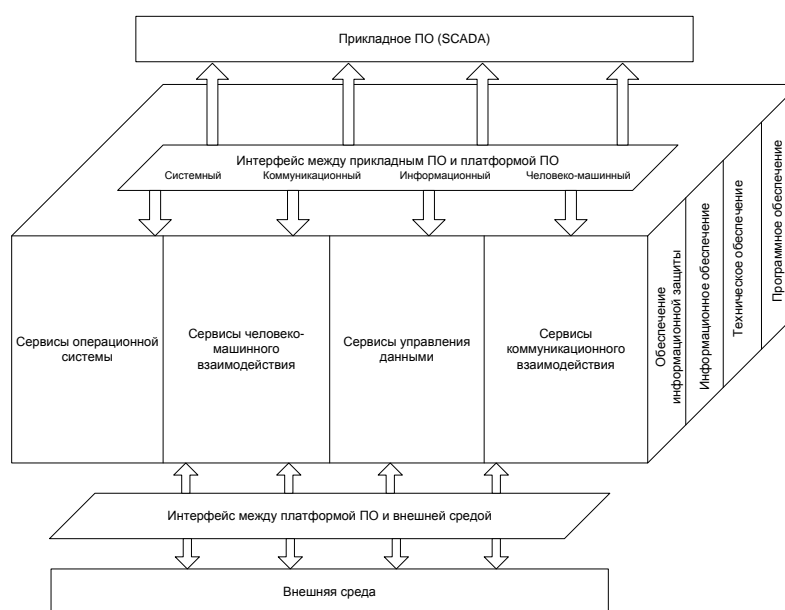 Прикладное ПО (SCADA)
Интерфейс между прикладным ПО и платформой ПО
Системный Коммуникационный Информационный Человеко-машинный
Сервисы операционной
системы
Сервисы человеко-
машинного
взаимодействия
Сервисы управления
данными
Сервисы
коммуникационного
взаимодействия
Обеспечение
информационной защиты
Информационное обеспечение
Техническое обеспечение
Программное обеспечение
Интерфейс между платформой ПО и внешней средой
Внешняя среда